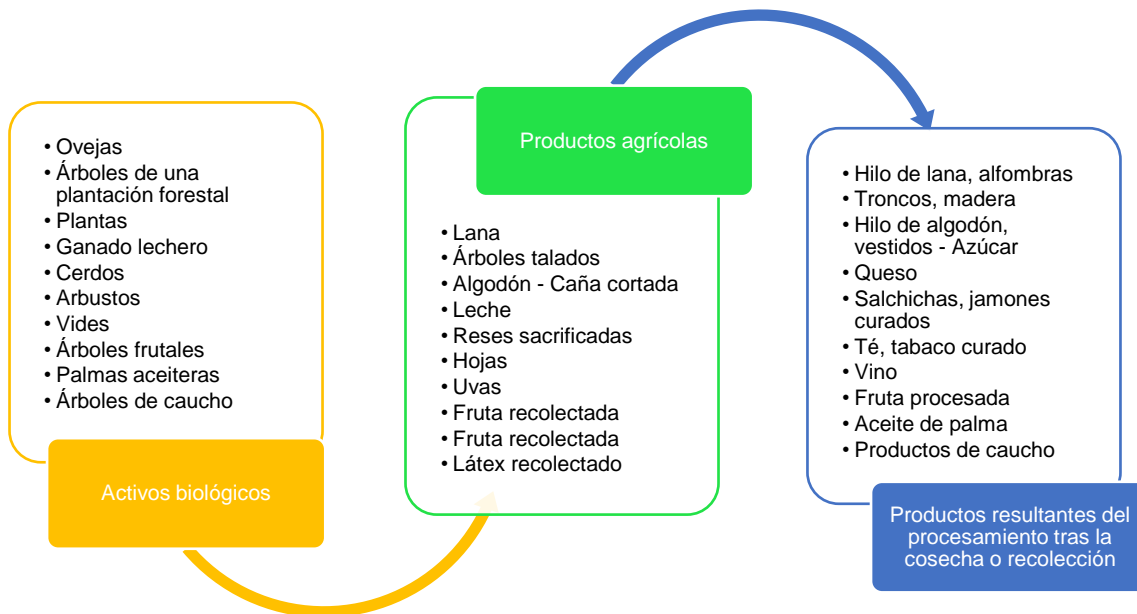 • Ovejas
• Árboles de una
plantación forestal
• Plantas
• Ganado lechero
• Cerdos
• Arbustos
• Vides
• Árboles frutales
• Palmas aceiteras
• Árboles de caucho
Activos biológicos
Productos agrícolas
• Lana
• Árboles talados
• Algodón - Caña cortada
• Leche
• Reses sacrificadas
• Hojas
• Uvas
• Fruta recolectada
• Fruta recolectada
• Látex recolectado
• Hilo de lana, alfombras
• Troncos, madera
• Hilo de algodón,
vestidos - Azúcar
• Queso
• Salchichas, jamones
curados
• Té, tabaco curado
• Vino
• Fruta procesada
• Aceite de palma
• Productos de caucho
Productos resultantes del
procesamiento tras la
cosecha o recolección